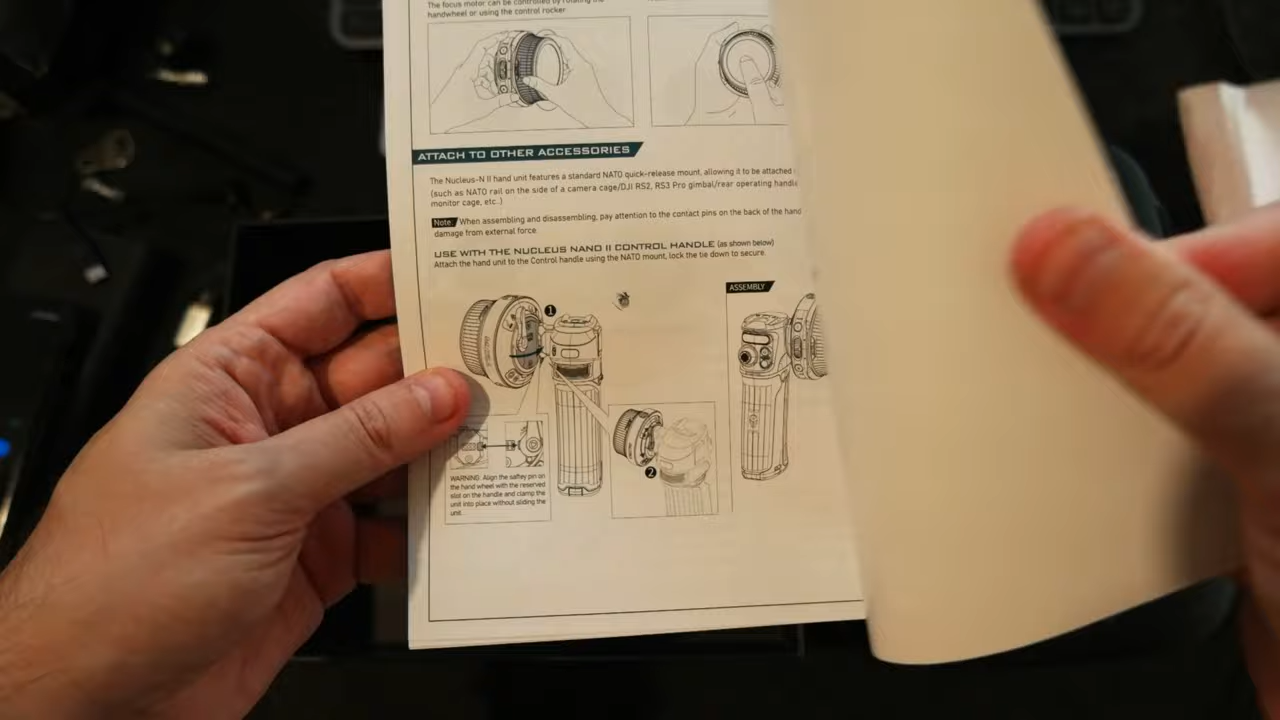 The focus motor can be controlled by rotating the
handwheel or using the control rocker
ATTACH TO OTHER ACCESSORIES
The Nucleus-N II hand unit features a standard NATO quick-release mount, allowing it to be attached
(such as NATO rail on the side of a camera cage/DJI RS2, RS3 Pro gimbal/rear operating handle
monitor cage, etc..)
Note When assembling and disassembling, pay attention to the contact pins on the back of the hand
damage from external force.
USE WITH THE NUCLEUS NANO II CONTROL HANDLE (as shown below)
Attach the hand unit to the Control handle using the NATO mount, lock the tie down to secure.
ASSEMBLY
1
2
WARNING: Align the saftey pin on
the hand wheel with the reserved
slot on the handle and clamp the
unit into place without sliding the
unit.